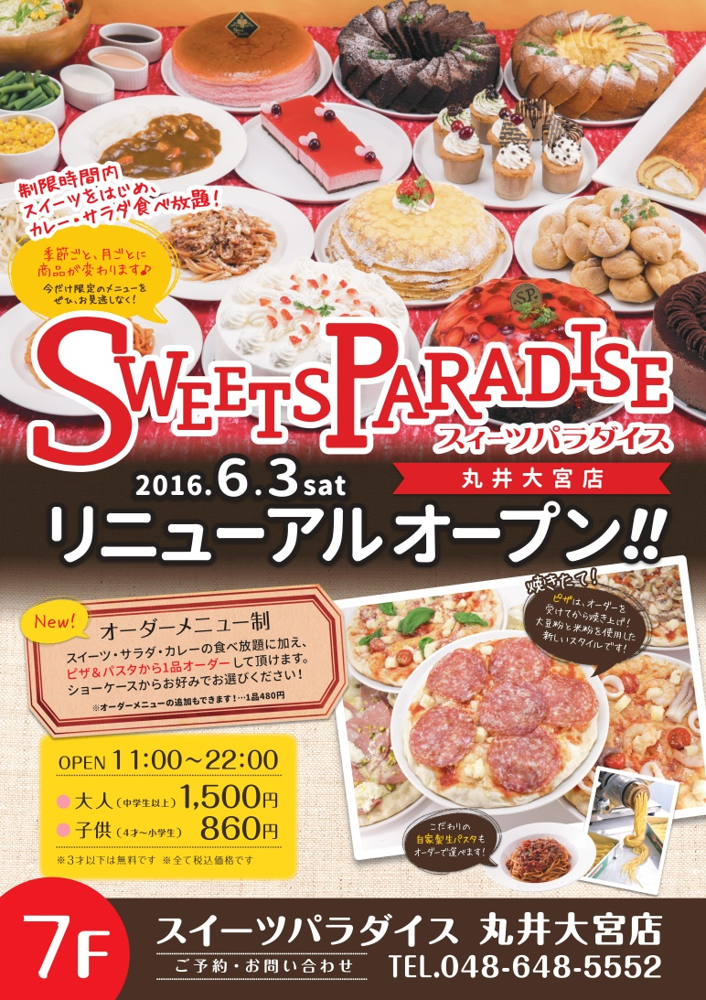 制限時間内
スイーツをはじめ、
カレー・サラダ食べ放題!
季節ごと、月ごとに
商品が変わります♪
今だけ限定のメニューを
ぜひ、お見逃しなく!
SP
SWEETSPARADISE
スイーツパラダイス
2016.6.3sat
丸井大宮店
リニューアルオープン!!
New!
オーダーメニュー制
スイーツ・サラダ・カレーの食べ放題に加え、
ピザ&パスタから1品オーダーして頂けます。
ショーケースからお好みでお選びください!
※オーダーメニューの追加もできます!…1品480円
焼きたて!
ピザは、オーダーを
受けてから焼き上げ!
大豆粉と米粉を使用した
新しいスタイルです!
OPEN 11:00~22:00
●大人(中学生以上) 1,500円
●子供(4才~小学生) 860円
※3才以下は無料です ※全て税込価格です
こだわりの
自家製生パスタも
オーダーで選べます!
7F
スイーツパラダイス 丸井大宮店
ご予約・お問い合わせ TEL.048-648-5552